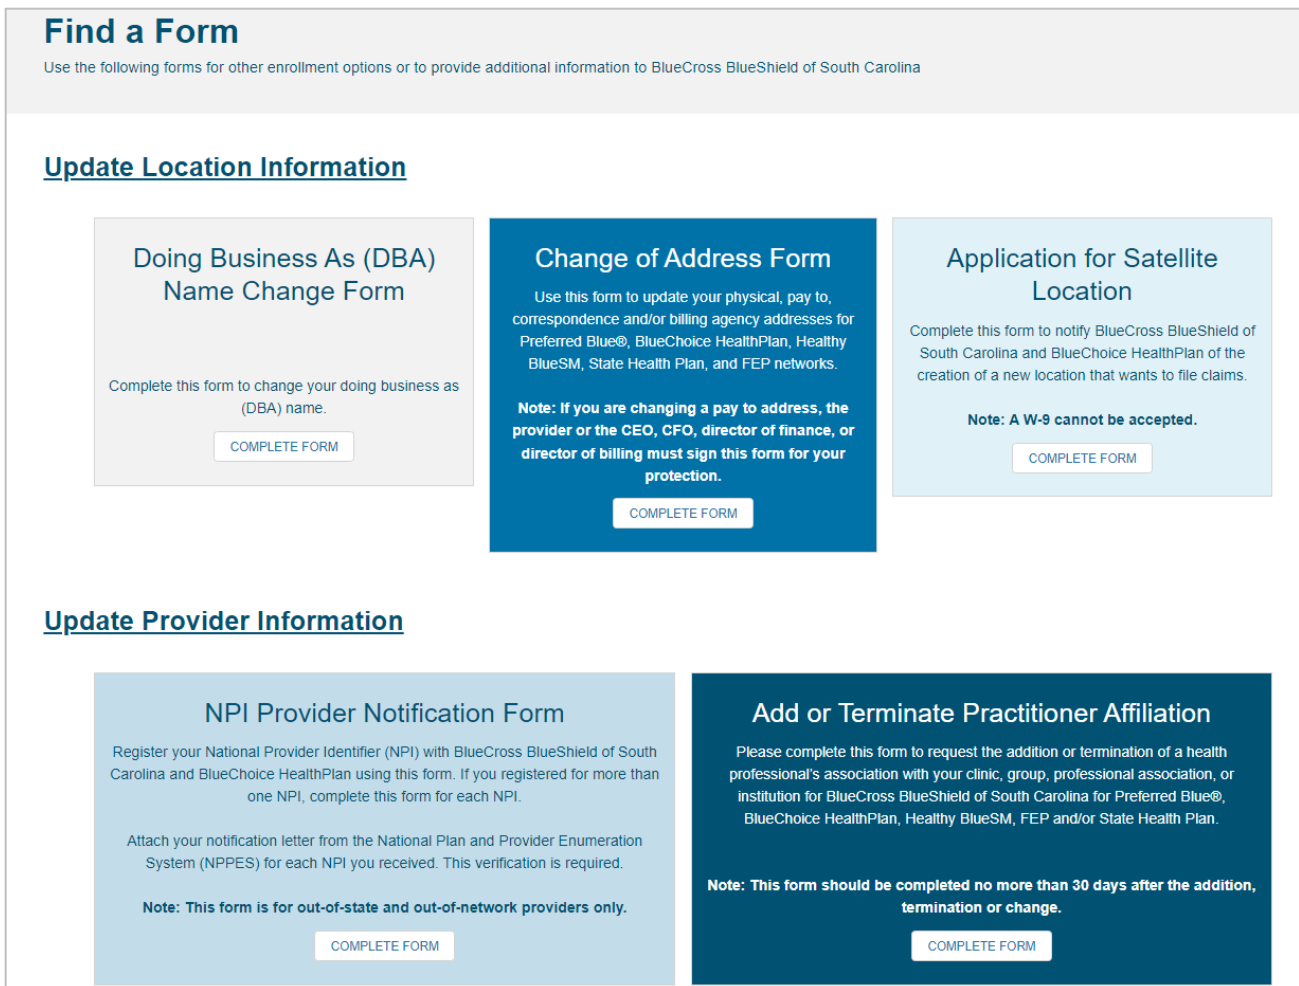 Find a Form
Use the following forms for other enrollment options or to provide additional information to BlueCross BlueShield of South Carolina
Update Location Information
Doing Business As (DBA)
Name Change Form
Complete this form to change your doing business as
(DBA) name.
COMPLETE FORM
Change of Address Form
Use this form to update your physical, pay to,
correspondence and/or billing agency addresses for
Preferred Blue®, BlueChoice HealthPlan, Healthy
BlueSM, State Health Plan, and FEP networks.
Note: If you are changing a pay to address, the
provider or the CEO, CFO, director of finance, or
director of billing must sign this form for your
protection.
COMPLETE FORM
Application for Satellite
Location
Complete this form to notify BlueCross BlueShield of
South Carolina and BlueChoice HealthPlan of the
creation of a new location that wants to file claims.
Note: A W-9 cannot be accepted.
COMPLETE FORM
Update Provider Information
NPI Provider Notification Form
Register your National Provider Identifier (NPI) with BlueCross BlueShield of South
Carolina and BlueChoice HealthPlan using this form. If you registered for more than
one NPI, complete this form for each NPI.
Attach your notification letter from the National Plan and Provider Enumeration
System (NPPES) for each NPI you received. This verification is required.
Note: This form is for out-of-state and out-of-network providers only.
COMPLETE FORM
Add or Terminate Practitioner Affiliation
Please complete this form to request the addition or termination of a health
professional's association with your clinic, group, professional association, or
institution for BlueCross BlueShield of South Carolina for Preferred Blue®,
BlueChoice HealthPlan, Healthy BlueSM, FEP and/or State Health Plan.
Note: This form should be completed no more than 30 days after the addition,
termination or change.
COMPLETE FORM